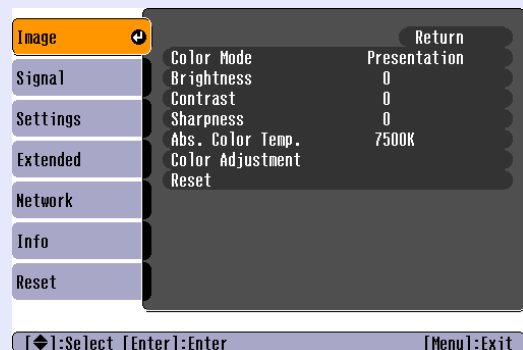 Image
Signal
Settings
Extended
Network
Info
Reset
Return
Color Mode Presentation
Brightness 0
Contrast 0
Sharpness 0
Abs. Color Temp. 7500K
Color Adjustment
Reset
[◆]:Select [Enter]:Enter [Menu]:Exit